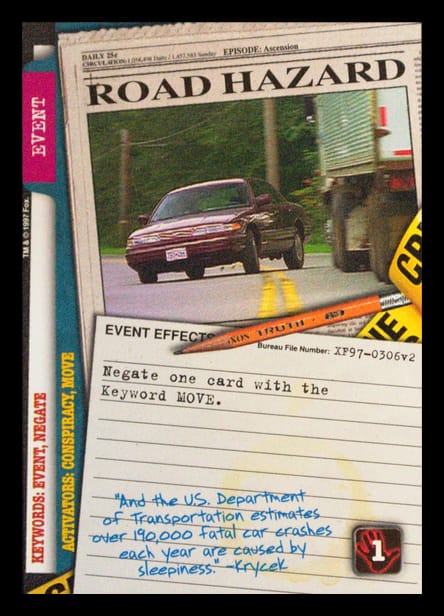 DAILY 25¢
EPISODE: Ascension
ROAD HAZARD
EVENT
TM & © 1997 Fox.
KEYWORDS: EVENT, NEGATE
ACTIVATORS: CONSPIRACY, MOVE
EVENT EFFECTS
TRUTH
Bureau File Number: XF97-0306v2
Negate one card with the
Keyword MOVE.
"And the U.S. Department
of Transportation estimates
over 190,000 fatal car crashes
each year are caused by
sleepiness." -Krycek
1